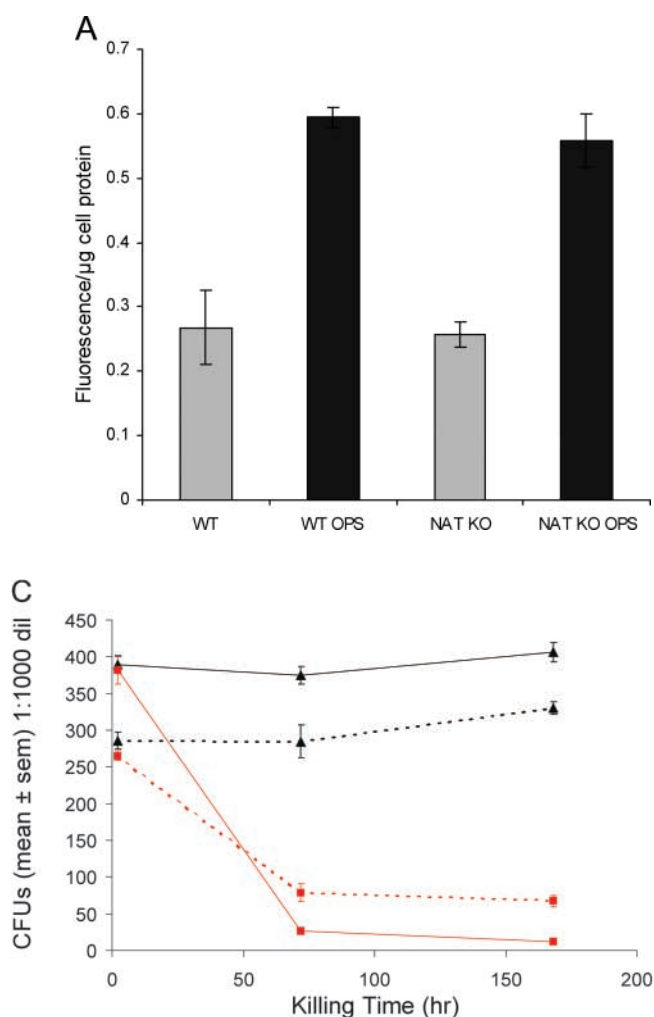 A
0.7
0.6
0.5
0.4
0.3
0.2
0.1
0
Fluorescence/µg cell protein
WT
WT OPS
NAT KO
NAT KO OPS
C
CFUs (mean ± sem) 1:1000 dil
450
400
350
300
250
200
150
100
50
0
0
50
100
150
200
Killing Time (hr)